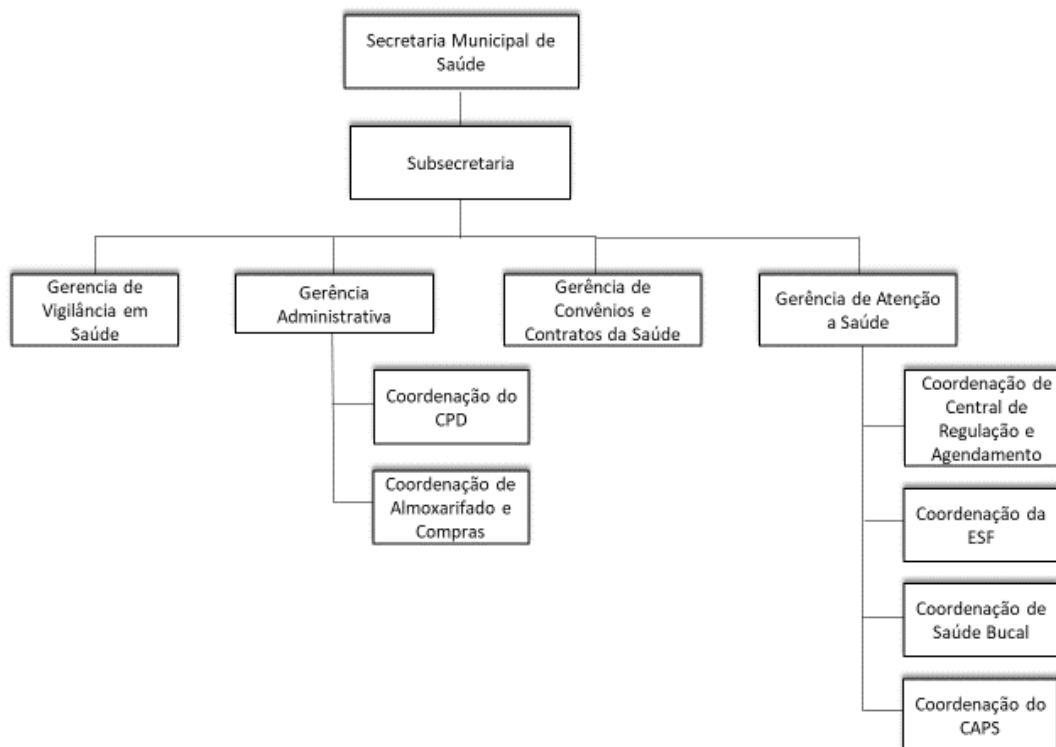 Secretaria Municipal de
Saúde
Subsecretaria
Gerencia de
Vigilância em
Saúde
Gerência
Administrativa
Gerência de
Convênios e
Contratos da Saúde
Gerência de Atenção
a Saúde
Coordenação do
CPD
Coordenação de
Almoxarifado e
Compras
Coordenação de
Central de
Regulação e
Agendamento
Coordenação da
ESF
Coordenação de
Saúde Bucal
Coordenação do
CAPS